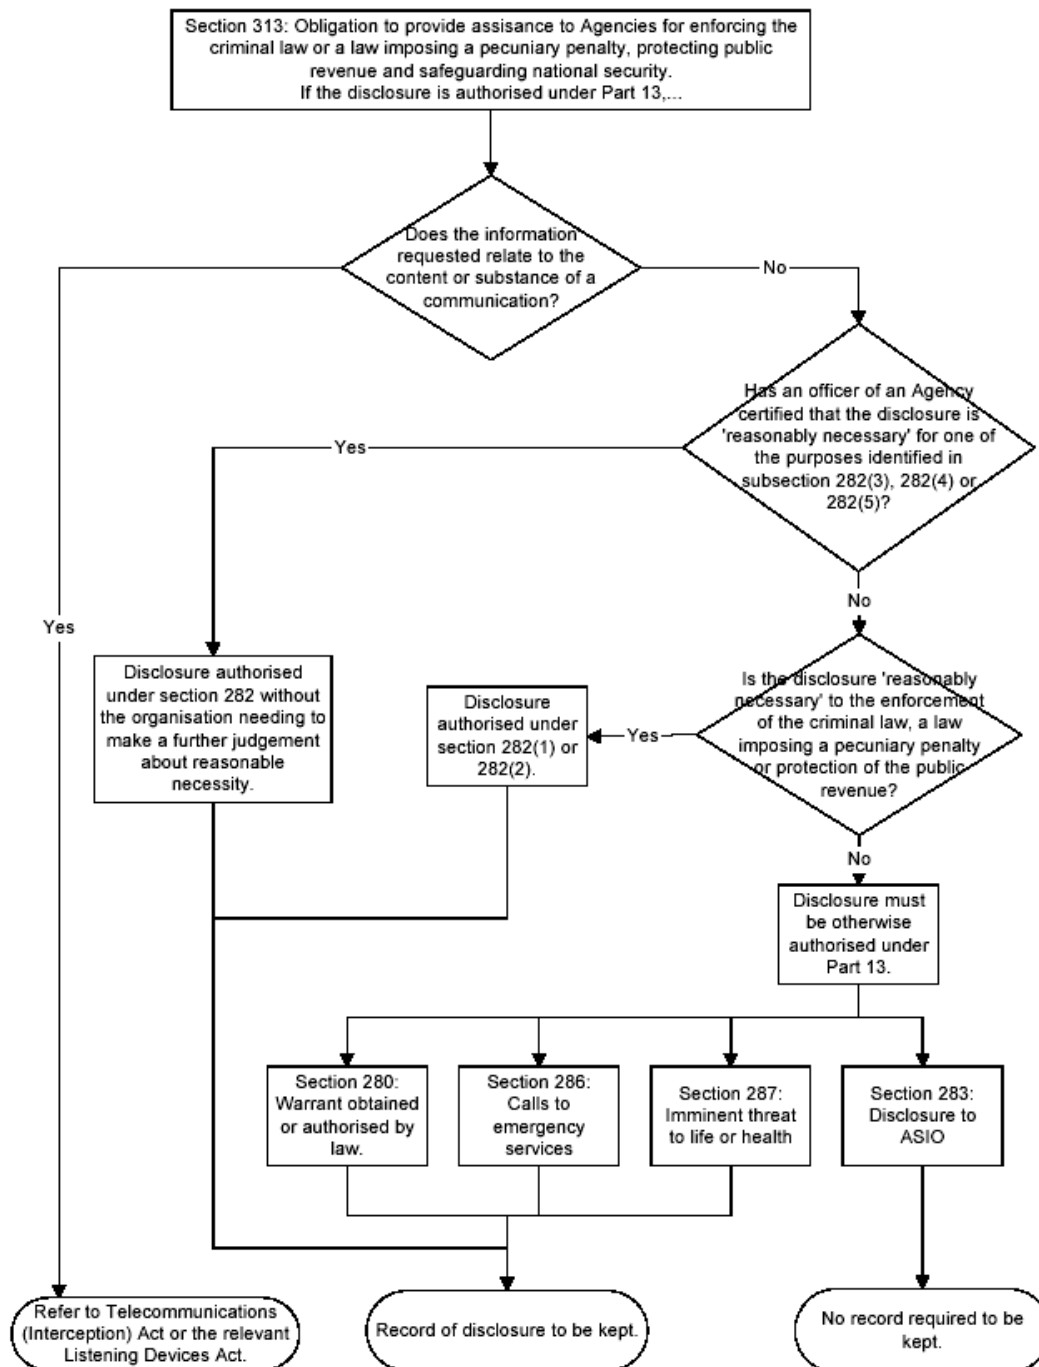 Section 313: Obligation to provide assisance to Agencies for enforcing the
criminal law or a law imposing a pecuniary penalty, protecting public
revenue and safeguarding national security.
If the disclosure is authorised under Part 13,...
Does the information
requested relate to the
content or substance of a
communication?
No
Has an officer of an Agency
certified that the disclosure is
'reasonably necessary' for one of
the purposes identified in
subsection 282(3), 282(4) or
282(5)?
Yes
No
Yes
Disclosure authorised
under section 282 without
the organisation needing to
make a further judgement
about reasonable
necessity.
Disclosure
authorised under
section 282(1) or
282(2).
Yes
Is the disclosure 'reasonably
necessary' to the enforcement
of the criminal law, a law
imposing a pecuniary penalty
or protection of the public
revenue?
No
Disclosure must
be otherwise
authorised under
Part 13.
Section 280:
Warrant obtained
or authorised by
law.
Section 286:
Calls to
emergency
services
Section 287:
Imminent threat
to life or health
Section 283:
Disclosure to
ASIO
Refer to Telecommunications
(Interception) Act or the relevant
Listening Devices Act.
Record of disclosure to be kept.
No record required to be
kept.